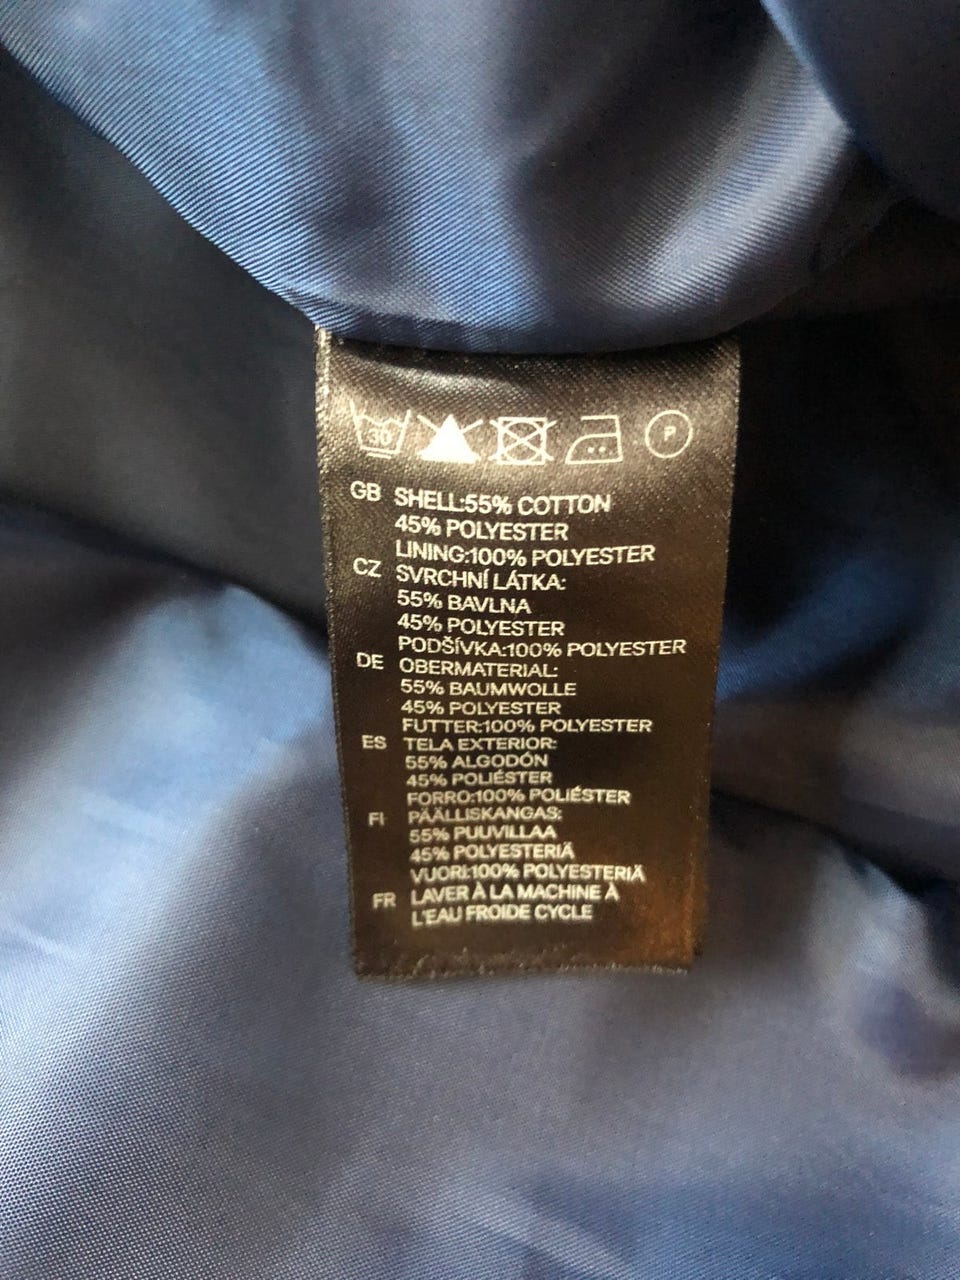 30 P
GB SHELL:55% COTTON
45% POLYESTER
LINING:100% POLYESTER
CZ SVRCHNÍ LÁTKA:
55% BAVLNA
45% POLYESTER
PODŠÍVKA:100% POLYESTER
DE OBERMATERIAL:
55% BAUMWOLLE
45% POLYESTER
FUTTER:100% POLYESTER
ES TELA EXTERIOR:
55% ALGODÓN
45% POLIÉSTER
FORRO:100% POLIÉSTER
FI PÄÄLLISKANGAS:
55% PUUVILLAA
45% POLYESTERIÄ
VUORI:100% POLYESTERIÄ
FR LAVER À LA MACHINE À
L'EAU FROIDE CYCLE